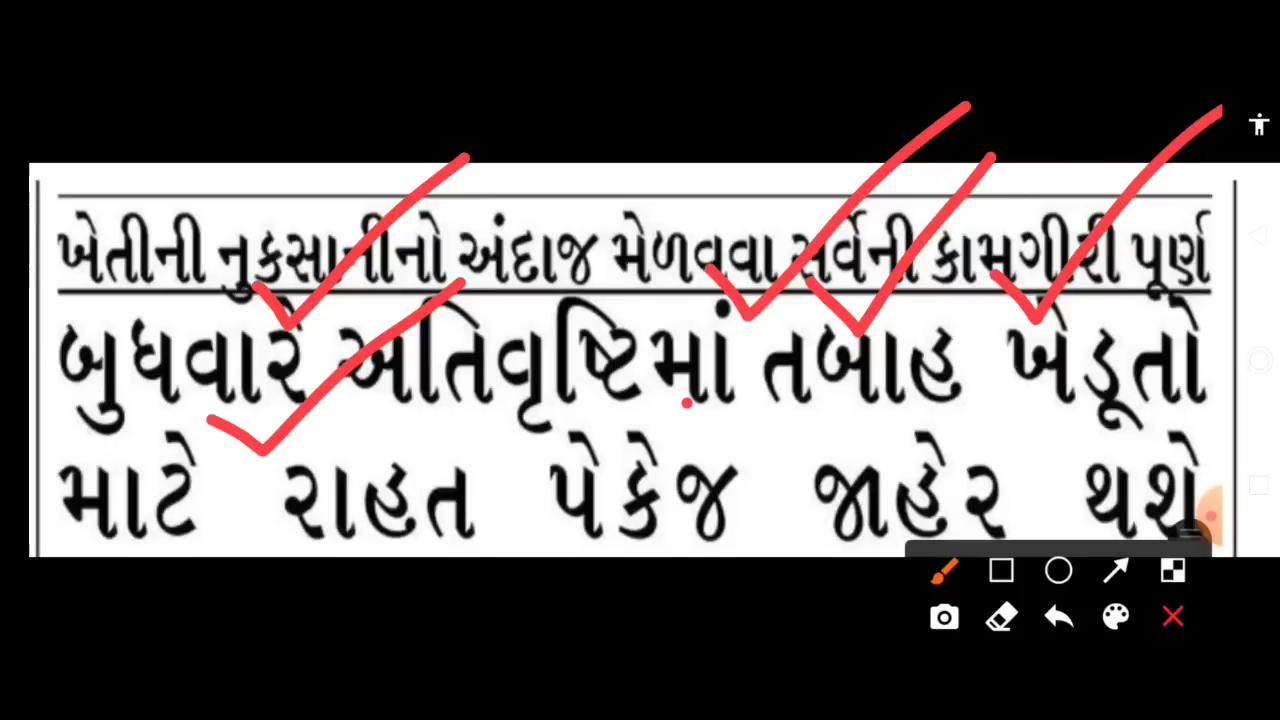 ખેતીની નુકસાનીનો અંદાજ મેળવવા સર્વેની કામગીરી પૂર્ણ
બુધવારે અતિવૃષ્ટિમાં તબાહ ખેડૂતો
માટે રાહત પેકેજ જાહેર થશે